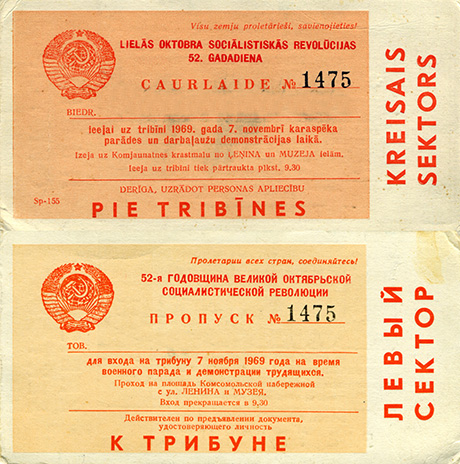 Visu zemju proletārieši, savienojieties!
LIELĀS OKTOBRA SOCIĀLISTISKĀS REVOLŪCIJAS
52. GADADIENA
CAURLAIDE № 1475
BIEDR.
Ieejai uz tribīni 1969. gada 7. novembrī karaspēka
parādes un darbaļaužu demonstrācijas laikā.
Izeja uz Komjaunatnes krastmalu no ĻEŅINA un MUZEJA ielām.
Ieeja uz tribīni tiek pārtraukta plkst. 9,30
DERĪGA, UZRĀDOT PERSONAS APLIECĪBU
Sp-155
PIE TRIBĪNES
KREISAIS
SEKTORS
Пролетарии всех стран, соединяйтесь!
52-я ГОДОВЩИНА ВЕЛИКОЙ ОКТЯБРЬСКОЙ
СОЦИАЛИСТИЧЕСКОЙ РЕВОЛЮЦИИ
ПРОПУСК № 1475
ТОВ.
для входа на трибуну 7 ноября 1969 года на время
военного парада и демонстрации трудящихся.
Проход на площадь Комсомольской набережной
с ул. ЛЕНИНА и МУЗЕЯ.
Вход прекращается в 9,30
Действителен по предъявлении документа,
удостоверяющего личность
К ТРИБУНЕ
ЛЕВЫЙ
СЕКТОР